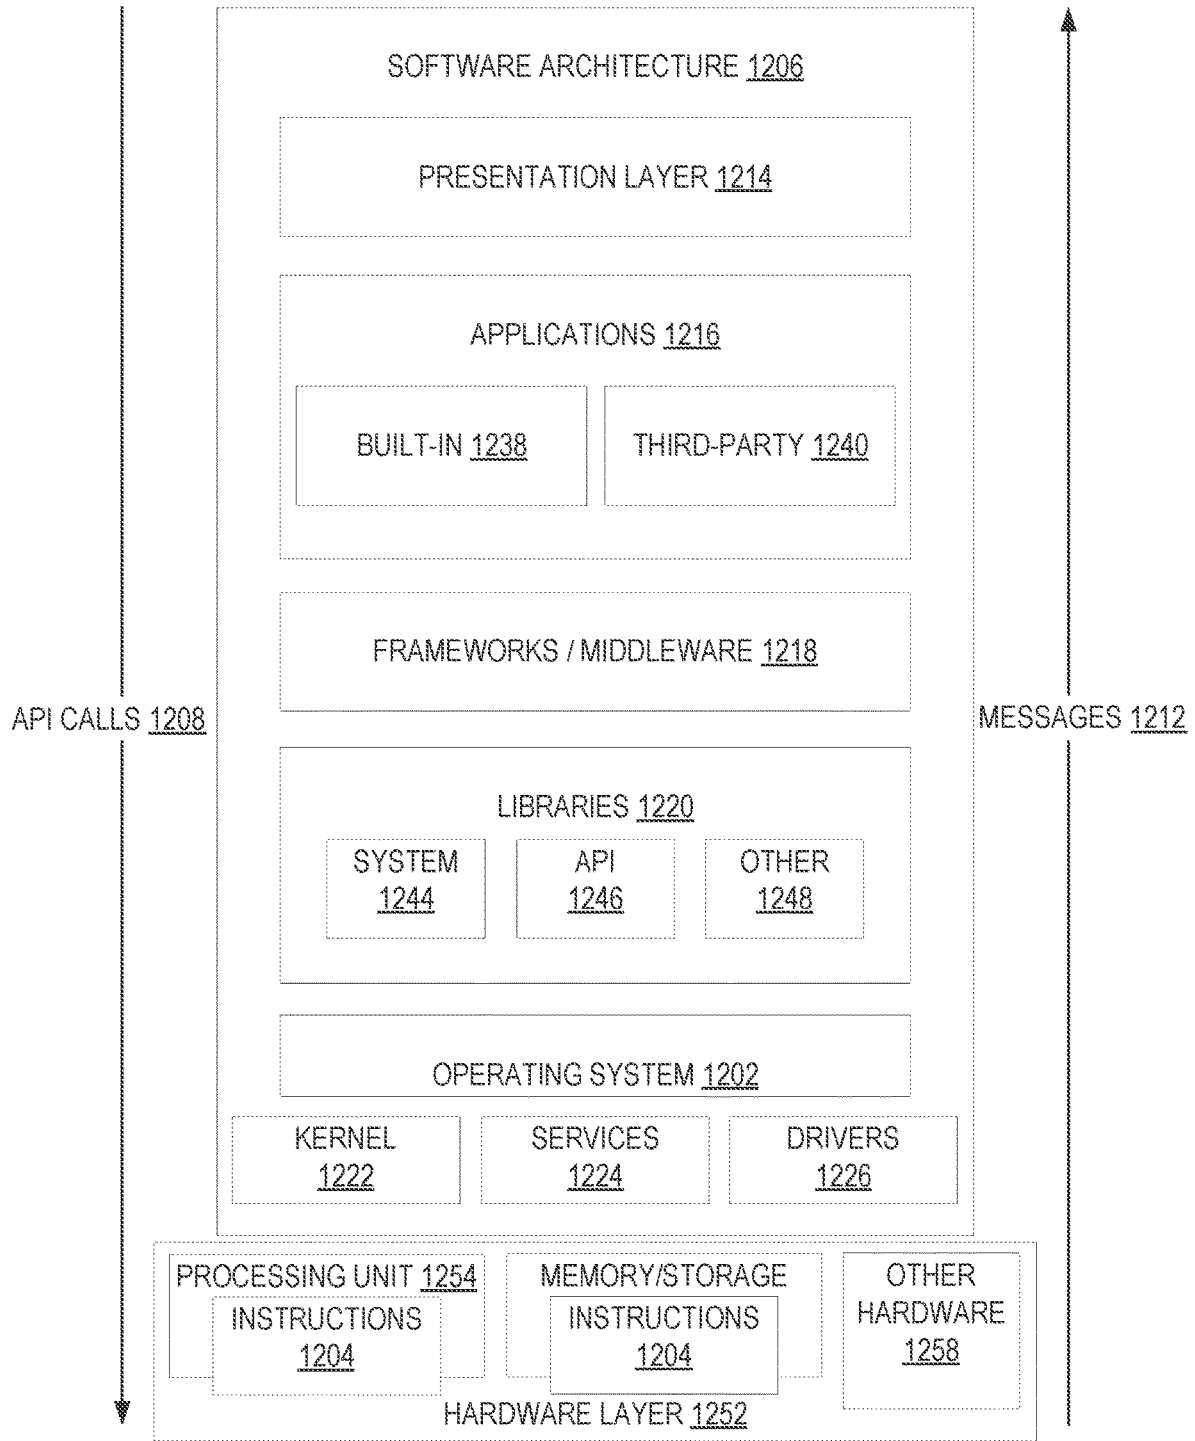 SOFTWARE ARCHITECTURE 1206
PRESENTATION LAYER 1214
APPLICATIONS 1216
BUILT-IN 1238
THIRD-PARTY 1240
FRAMEWORKS / MIDDLEWARE 1218
API CALLS 1208
MESSAGES 1212
LIBRARIES 1220
SYSTEM
1244
API
1246
OTHER
1248
OPERATING SYSTEM 1202
KERNEL
1222
SERVICES
1224
DRIVERS
1226
PROCESSING UNIT 1254
INSTRUCTIONS
1204
MEMORY/STORAGE
INSTRUCTIONS
1204
OTHER
HARDWARE
1258
HARDWARE LAYER 1252